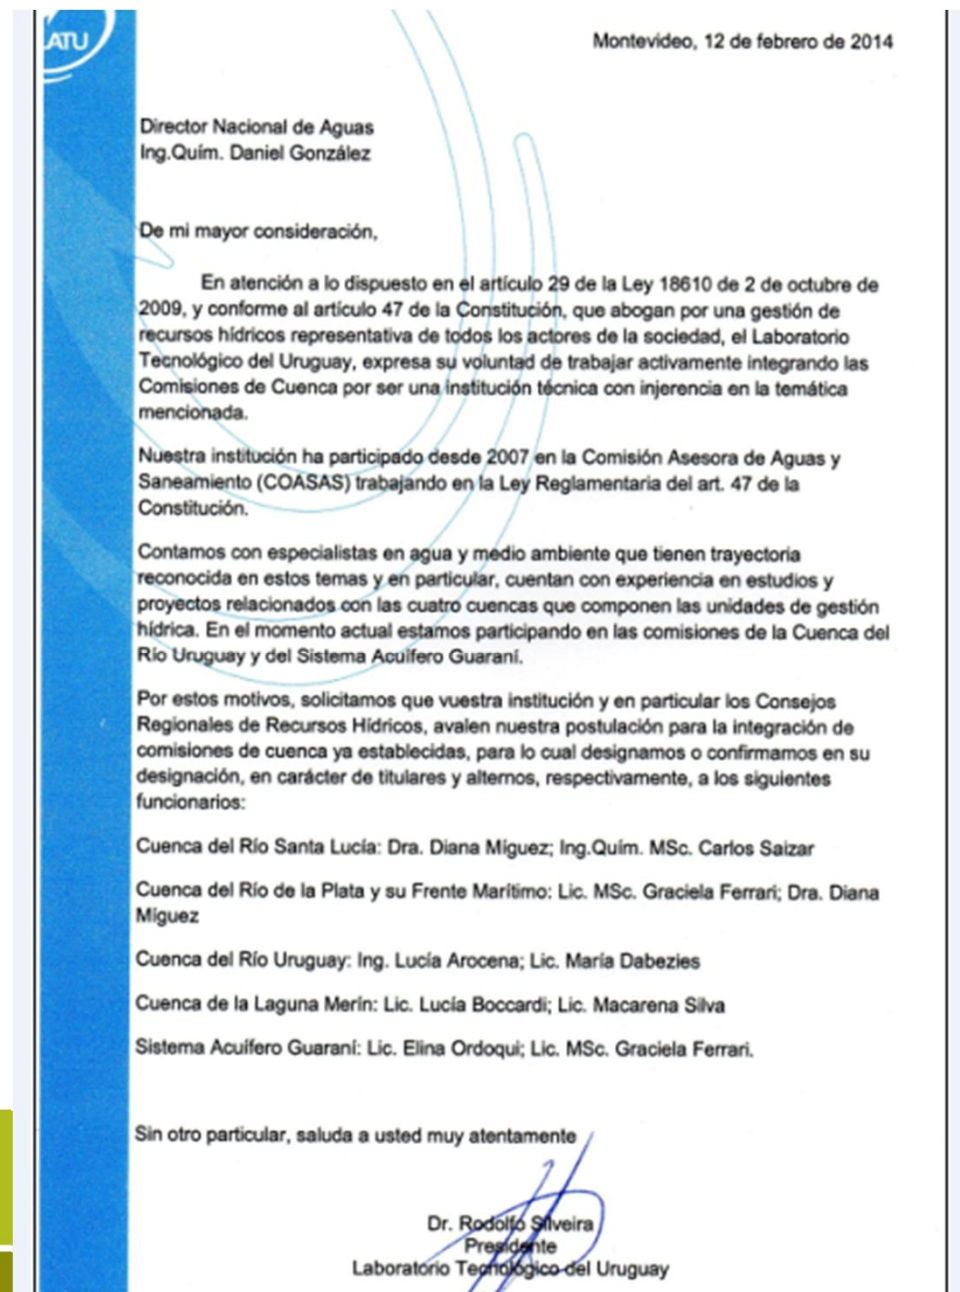 LATU
Montevideo, 12 de febrero de 2014
Director Nacional de Aguas
Ing.Quím. Daniel González
De mi mayor consideración,
En atención a lo dispuesto en el artículo 29 de la Ley 18610 de 2 de octubre de
2009, y conforme al artículo 47 de la Constitución, que abogan por una gestión de
recursos hídricos representativa de todos los actores de la sociedad, el Laboratorio
Tecnológico del Uruguay, expresa su voluntad de trabajar activamente integrando las
Comisiones de Cuenca por ser una institución técnica con injerencia en la temática
mencionada.
Nuestra institución ha participado desde 2007 en la Comisión Asesora de Aguas y
Saneamiento (COASAS) trabajando en la Ley Reglamentaria del art. 47 de la
Constitución.
Contamos con especialistas en agua y medio ambiente que tienen trayectoria
reconocida en estos temas y en particular, cuentan con experiencia en estudios y
proyectos relacionados con las cuatro cuencas que componen las unidades de gestión
hídrica. En el momento actual estamos participando en las comisiones de la Cuenca del
Río Uruguay y del Sistema Acuífero Guaraní.
Por estos motivos, solicitamos que vuestra institución y en particular los Consejos
Regionales de Recursos Hídricos, avalen nuestra postulación para la integración de
comisiones de cuenca ya establecidas, para lo cual designamos o confirmamos en su
designación, en carácter de titulares y alternos, respectivamente, a los siguientes
funcionarios:
Cuenca del Río Santa Lucía: Dra. Diana Míguez; Ing.Quím. MSc. Carlos Saizar
Cuenca del Río de la Plata y su Frente Marítimo: Lic. MSc. Graciela Ferrari; Dra. Diana
Míguez
Cuenca del Río Uruguay: Ing. Lucía Arocena; Lic. María Dabezies
Cuenca de la Laguna Merín: Lic. Lucía Boccardi; Lic. Macarena Silva
Sistema Acuífero Guaraní: Lic. Elina Ordoqui; Lic. MSc. Graciela Ferrari.
Sin otro particular, saluda a usted muy atentamente
Dr. Rodolfo Silveira
Presidente
Laboratorio Tecnológico del Uruguay